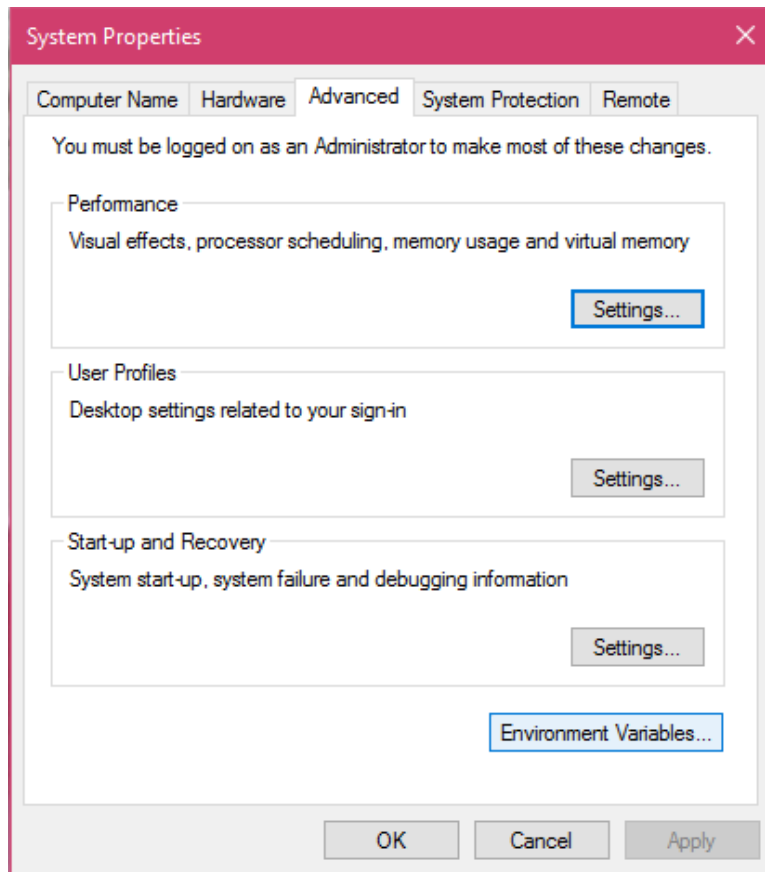 System Properties
Computer Name Hardware Advanced System Protection Remote
You must be logged on as an Administrator to make most of these changes.
Performance
Visual effects, processor scheduling, memory usage and virtual memory
Settings...
User Profiles
Desktop settings related to your sign-in
Settings...
Start-up and Recovery
System start-up, system failure and debugging information
Settings...
Environment Variables...
OK Cancel Apply